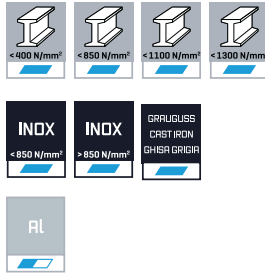 <400 N/mm²
<850 N/mm²
<1100 N/mm²
<1300 N/mm
INOX
<850 N/mm²
INOX
>850 N/mm²
GRAUGUSS
CAST IRON
GHISA GRIGIA
Al